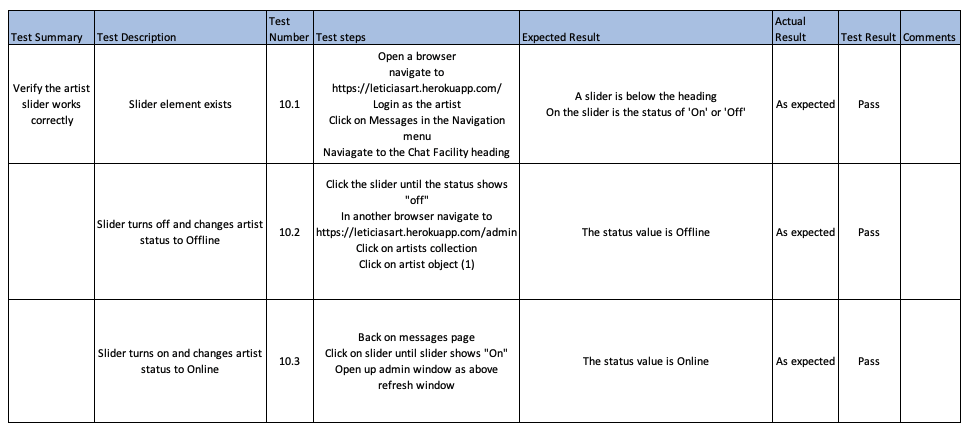 Test Summary
Test Description
Test
Number
Test steps
Expected Result
Actual
Result
Test Result
Comments
Verify the artist
slider works
correctly
Slider element exists
10.1
Open a browser
navigate to
https://leticiasart.herokuapp.com/
Login as the artist
Click on Messages in the Navigation
menu
Naviagate to the Chat Facility heading
A slider is below the heading
On the slider is the status of 'On' or 'Off'
As expected
Pass
Slider turns off and changes artist
status to Offline
10.2
Click the slider until the status shows
"off"
In another browser navigate to
https://leticiasart.herokuapp.com/admin
Click on artists collection
Click on artist object (1)
The status value is Offline
As expected
Pass
Slider turns on and changes artist
status to Online
10.3
Back on messages page
Click on slider until slider shows "On"
Open up admin window as above
refresh window
The status value is Online
As expected
Pass